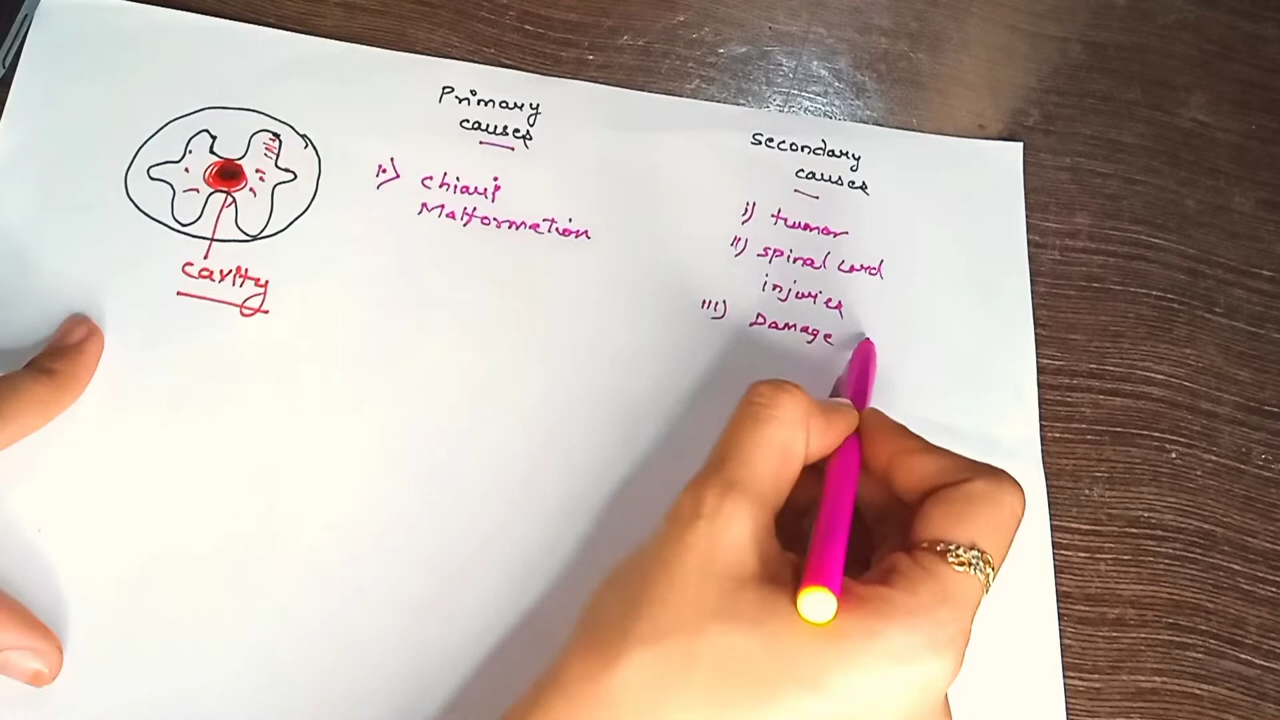 Primary
causes
i) chiari
Malformation
cavity
Secondary
causes
i) tumor
ii) spinal cord
injuries
iii) Damage